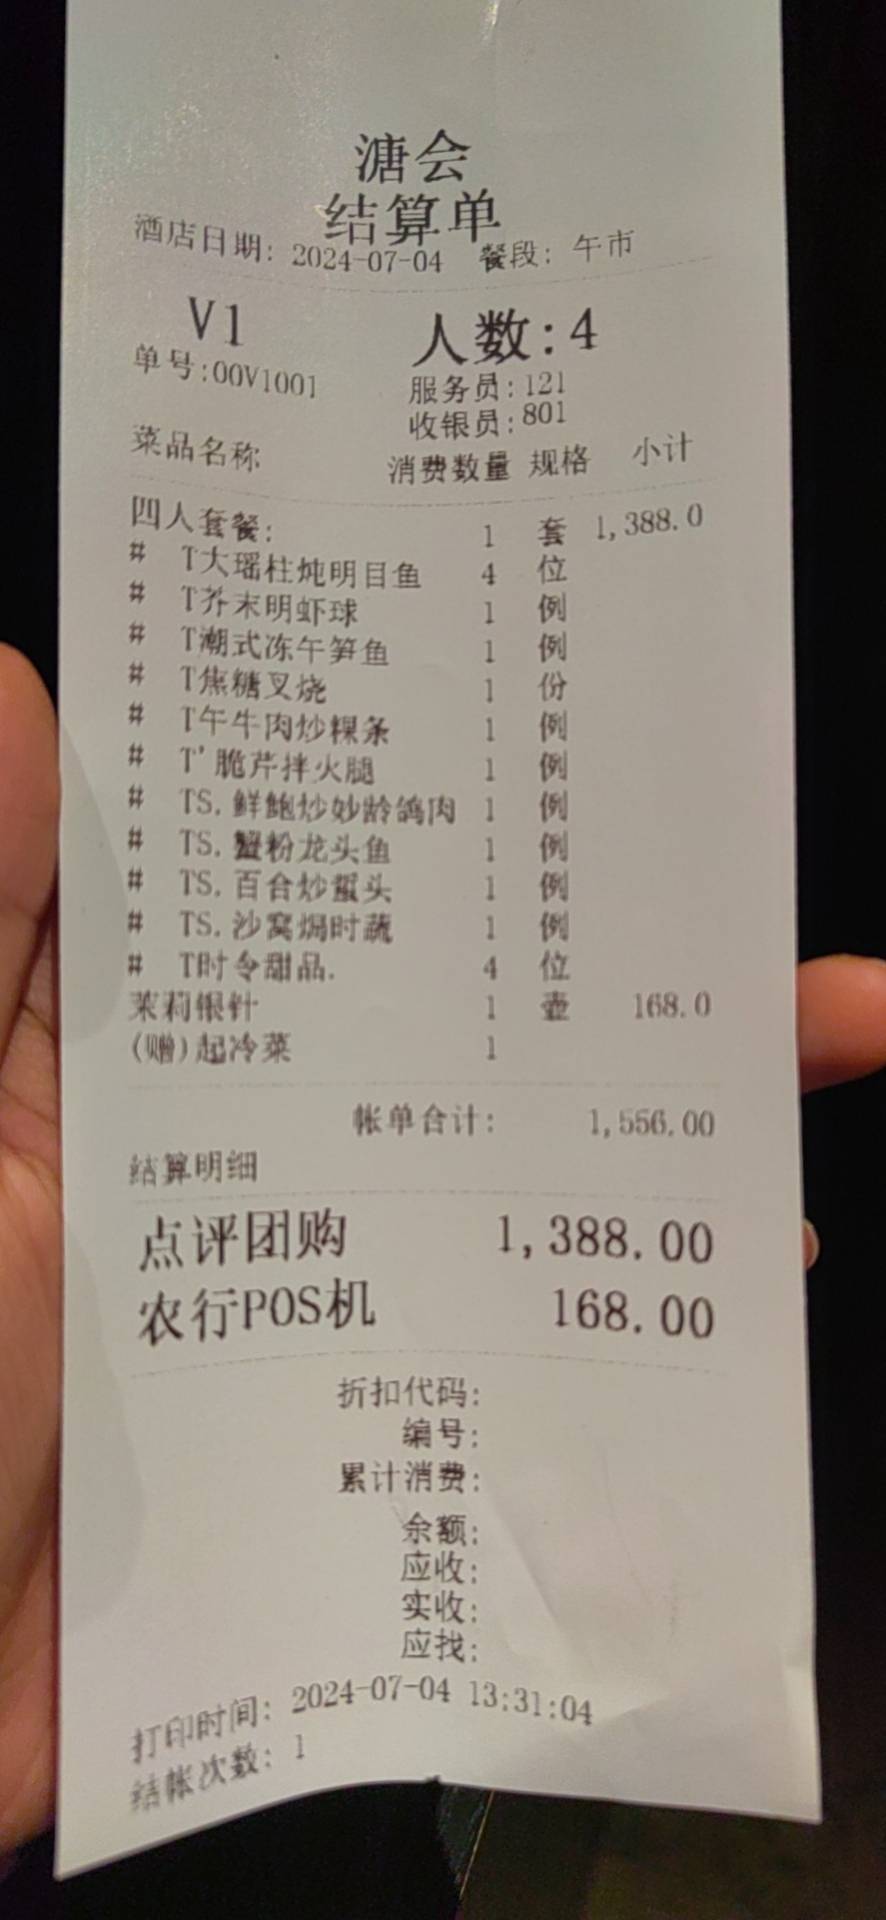 溏会
结算单
酒店日期: 2024-07-04 餐段: 午市
V1 人数:4
单号:00V1001 服务员:121
收银员:801
菜品名称 消费数量 规格 小计
四人套餐: 1 套 1,388.0
# T大瑶柱炖明目鱼 4 位
# T芥末明虾球 1 例
# T潮式冻午笋鱼 1 例
# T焦糖叉烧 1 份
# T午牛肉炒粿条 1 例
# T'脆芹拌火腿 1 例
# TS.鲜鲍炒妙龄鸽肉 1 例
# TS.蟹粉龙头鱼 1 例
# TS.百合炒蜇头 1 例
# TS.沙窝焗时蔬 1 例
# T时令甜品. 4 位
茉莉银针 1 壶 168.0
(赠)起冷菜 1
帐单合计: 1,556.00
结算明细
点评团购 1,388.00
农行POS机 168.00
折扣代码:
编号:
累计消费:
余额:
应收:
实收:
应找:
打印时间: 2024-07-04 13:31:04
结帐次数: 1